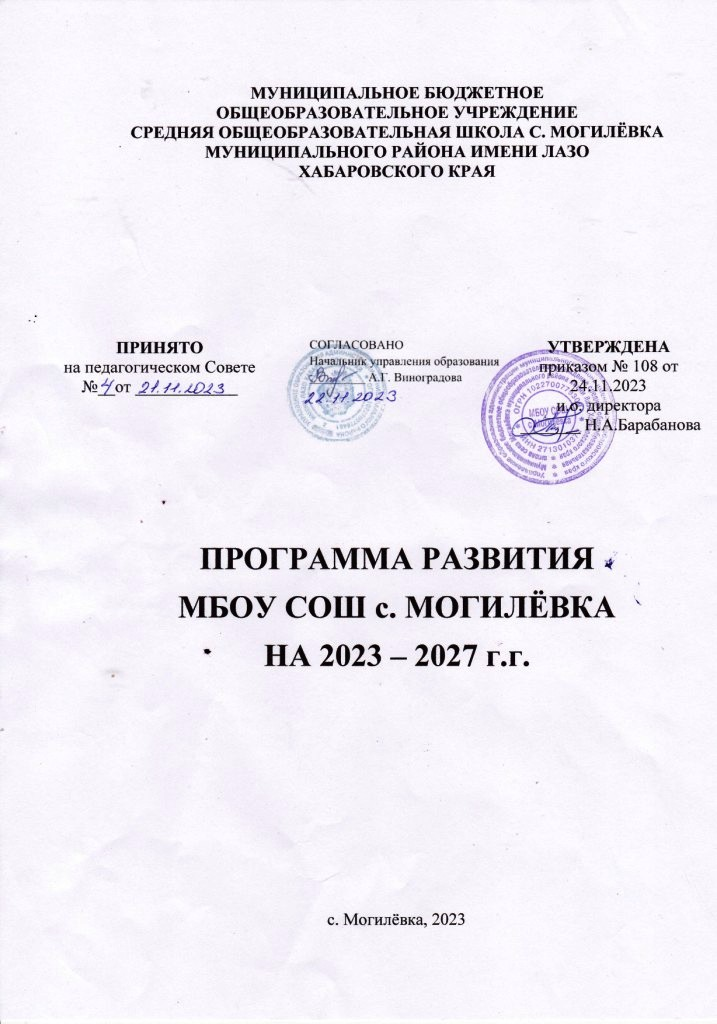 МУНИЦИПАЛЬНОЕ БЮДЖЕТНОЕ
ОБЩЕОБРАЗОВАТЕЛЬНОЕ УЧРЕЖДЕНИЕ
СРЕДНЯЯ ОБЩЕОБРАЗОВАТЕЛЬНАЯ ШКОЛА С. МОГИЛЁВКА
МУНИЦИПАЛЬНОГО РАЙОНА ИМЕНИ ЛАЗО
ХАБАРОВСКОГО КРАЯ
ПРИНЯТО
на педагогическом Совете
№ 4 от 21.11.2023
СОГЛАСОВАНО
Начальник управления образования
А.Г. Виноградова
22.11.2023
УТВЕРЖДЕНА
приказом № 108 от
24.11.2023
и.о. директора
Н.А.Барабанова
ПРОГРАММА РАЗВИТИЯ
МБОУ СОШ с. МОГИЛЁВКА
НА 2023 – 2027 г.г.
с. Могилёвка, 2023